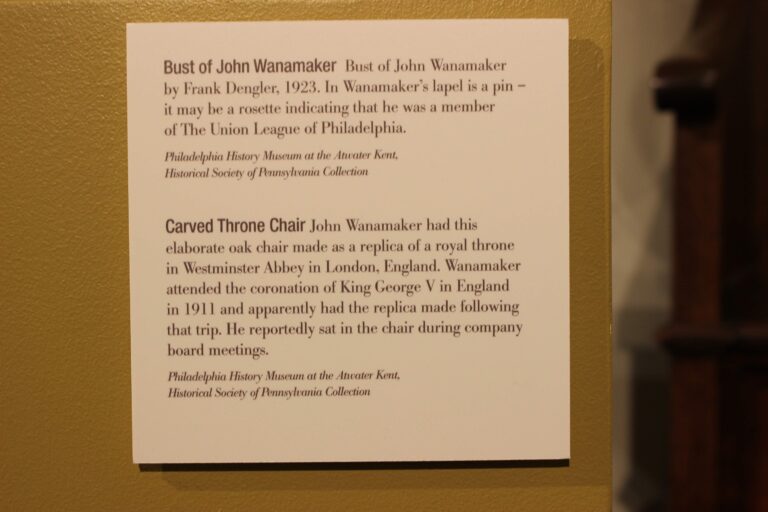 Bust of John Wanamaker Bust of John Wanamaker
by Frank Dengler, 1923. In Wanamaker's lapel is a pin –
it may be a rosette indicating that he was a member
of The Union League of Philadelphia.
Philadelphia History Museum at the Atwater Kent,
Historical Society of Pennsylvania Collection
Carved Throne Chair John Wanamaker had this
elaborate oak chair made as a replica of a royal throne
in Westminster Abbey in London, England. Wanamaker
attended the coronation of King George V in England
in 1911 and apparently had the replica made following
that trip. He reportedly sat in the chair during company
board meetings.
Philadelphia History Museum at the Atwater Kent,
Historical Society of Pennsylvania Collection